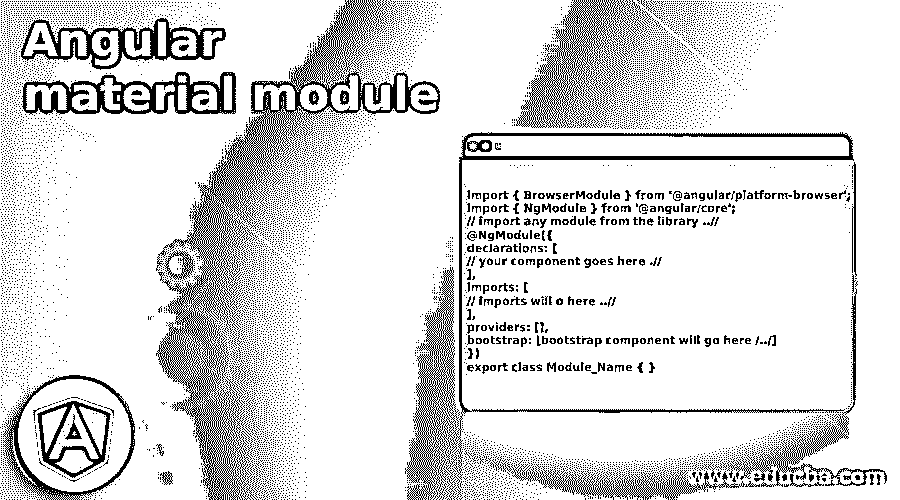 Angular
material module
Import { BrowserModule } from '@angular/platform-browser';
Import { NgModule } from '@angular/core';
// import any module from the library ..//
@NgModule({
declarations: [
// your component goes here .//
],
imports: [
// imports will o here ..//
],
providers: [],
bootstrap: [bootstrap component will go here /../]
})
export class Module_Name { }
A
www.educba.com